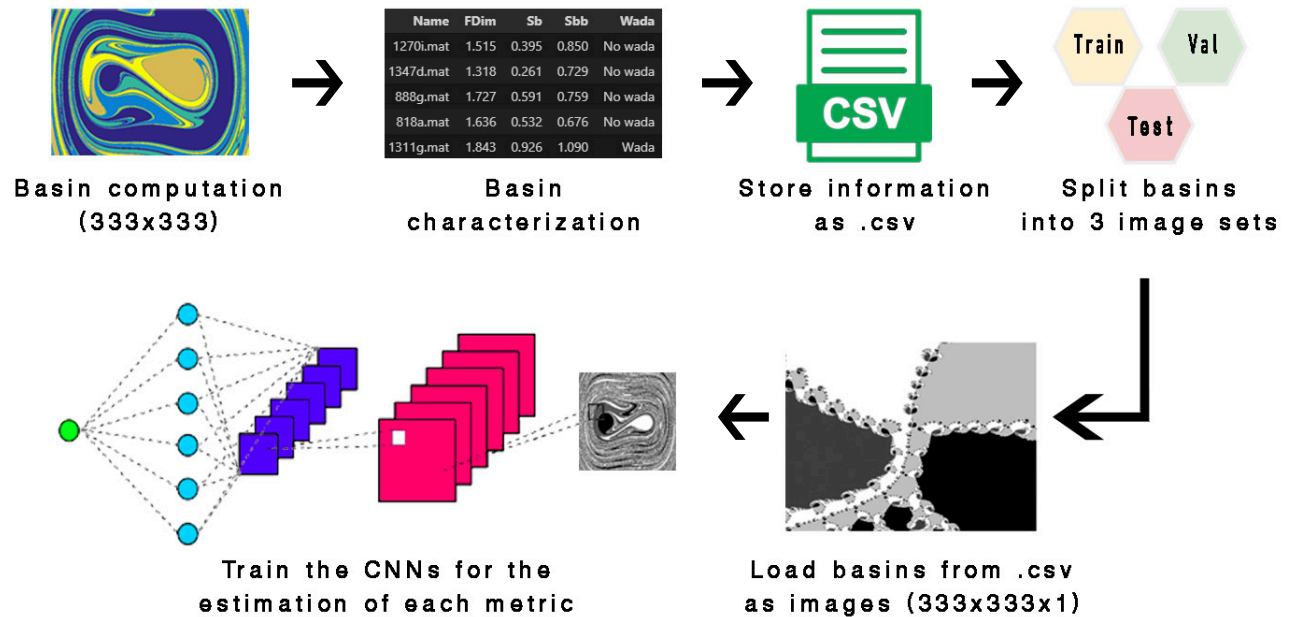 Name FDim Sb Sbb Wada
1270i.mat 1.515 0.395 0.850 No wada
1347d.mat 1.318 0.261 0.729 No wada
888g.mat 1.727 0.591 0.759 No wada
818a.mat 1.636 0.532 0.676 No wada
1311g.mat 1.843 0.926 1.090 Wada
CSV
Train
Val
Test
Basin computation
(333x333)
Basin
characterization
Store information
as .csv
Split basins
into 3 image sets
Train the CNNs for the
estimation of each metric
Load basins from .csv
as images (333x333x1)